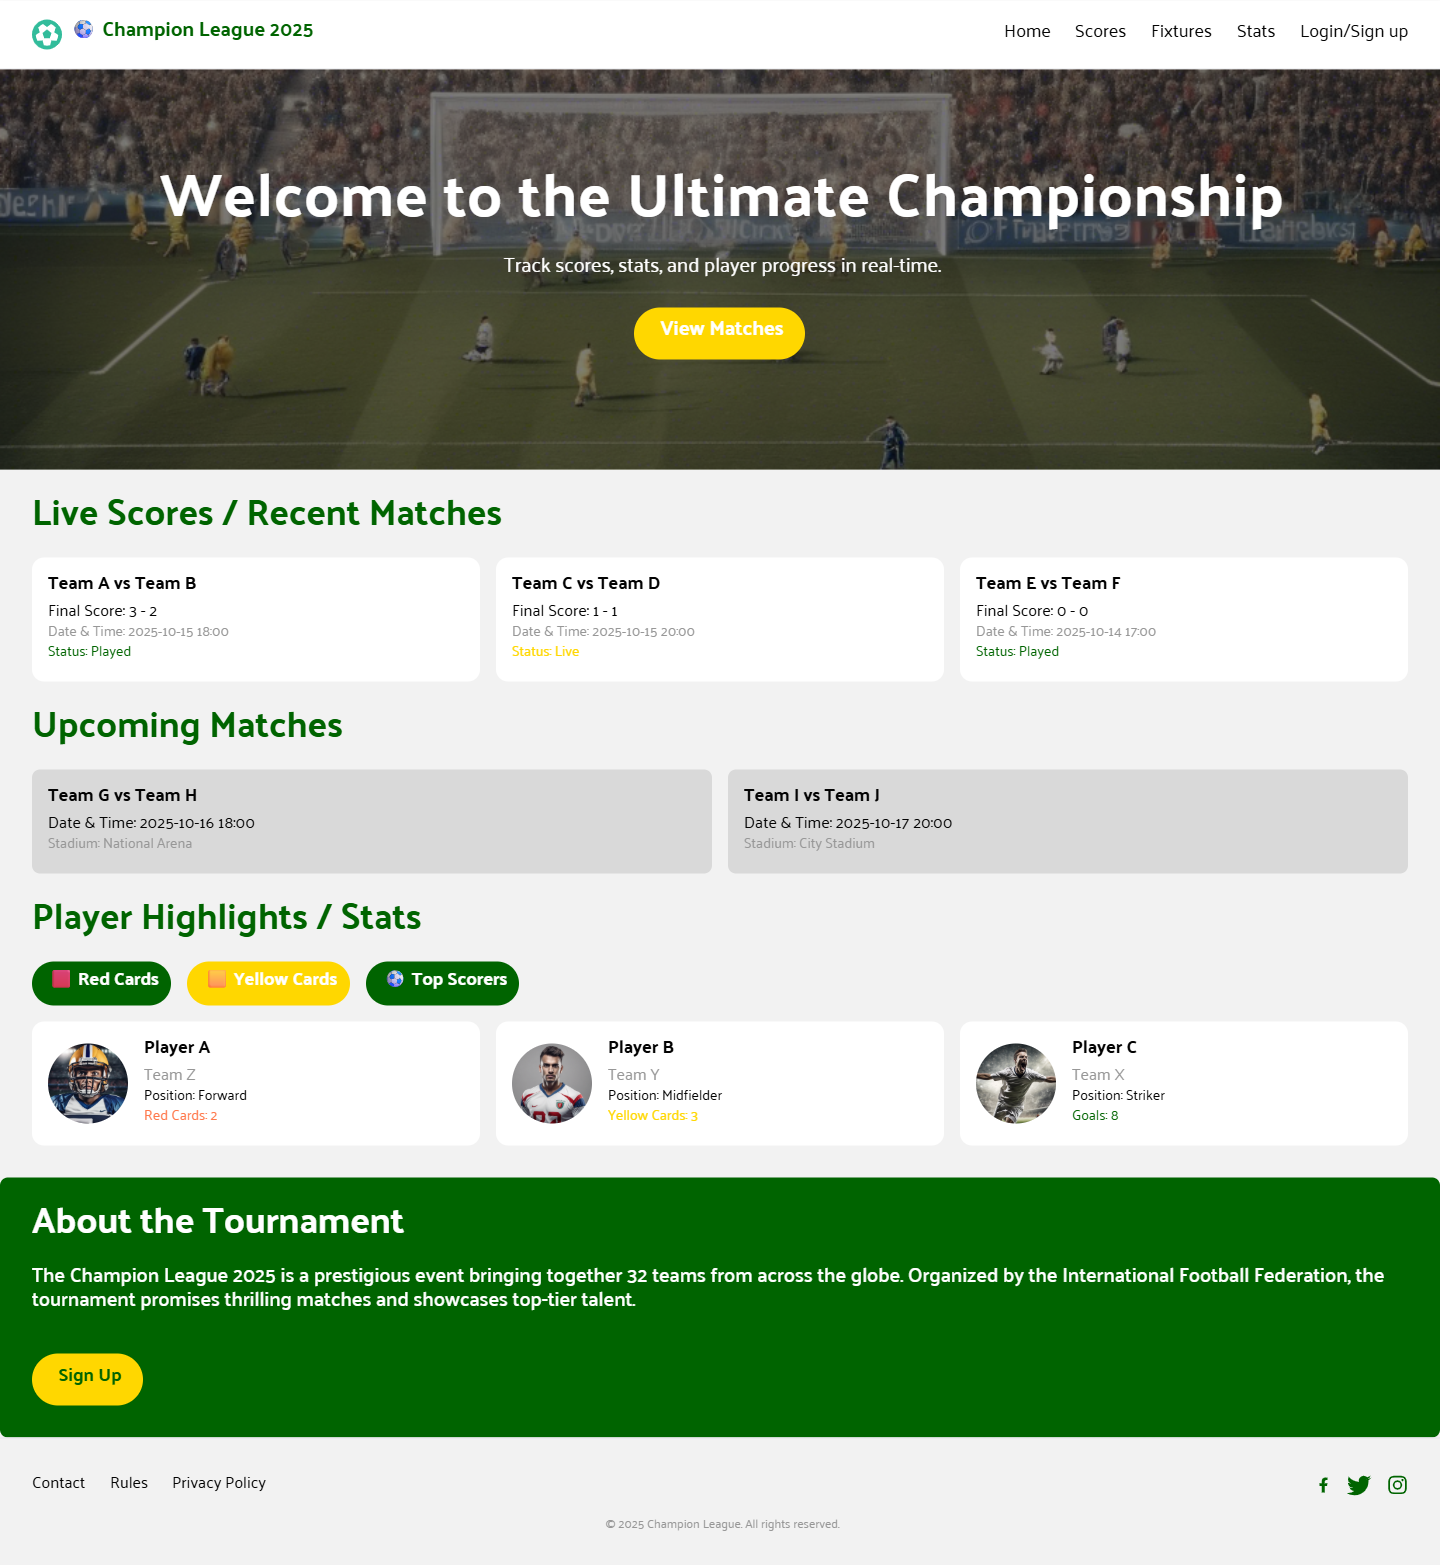 Champion League 2025
Home Scores Fixtures Stats Login/Sign up
Welcome to the Ultimate Championship
Track scores, stats, and player progress in real-time.
View Matches
Live Scores / Recent Matches
Team A vs Team B
Final Score: 3 - 2
Date & Time: 2025-10-15 18:00
Status: Played
Team C vs Team D
Final Score: 1 - 1
Date & Time: 2025-10-15 20:00
Status: Live
Team E vs Team F
Final Score: 0 - 0
Date & Time: 2025-10-14 17:00
Status: Played
Upcoming Matches
Team G vs Team H
Date & Time: 2025-10-16 18:00
Stadium: National Arena
Team I vs Team J
Date & Time: 2025-10-17 20:00
Stadium: City Stadium
Player Highlights / Stats
Red Cards
Yellow Cards
Top Scorers
Player A
Team Z
Position: Forward
Red Cards: 2
Player B
Team Y
Position: Midfielder
Yellow Cards: 3
Player C
Team X
Position: Striker
Goals: 8
About the Tournament
The Champion League 2025 is a prestigious event bringing together 32 teams from across the globe. Organized by the International Football Federation, the
tournament promises thrilling matches and showcases top-tier talent.
Sign Up
Contact Rules Privacy Policy
© 2025 Champion League. All rights reserved.